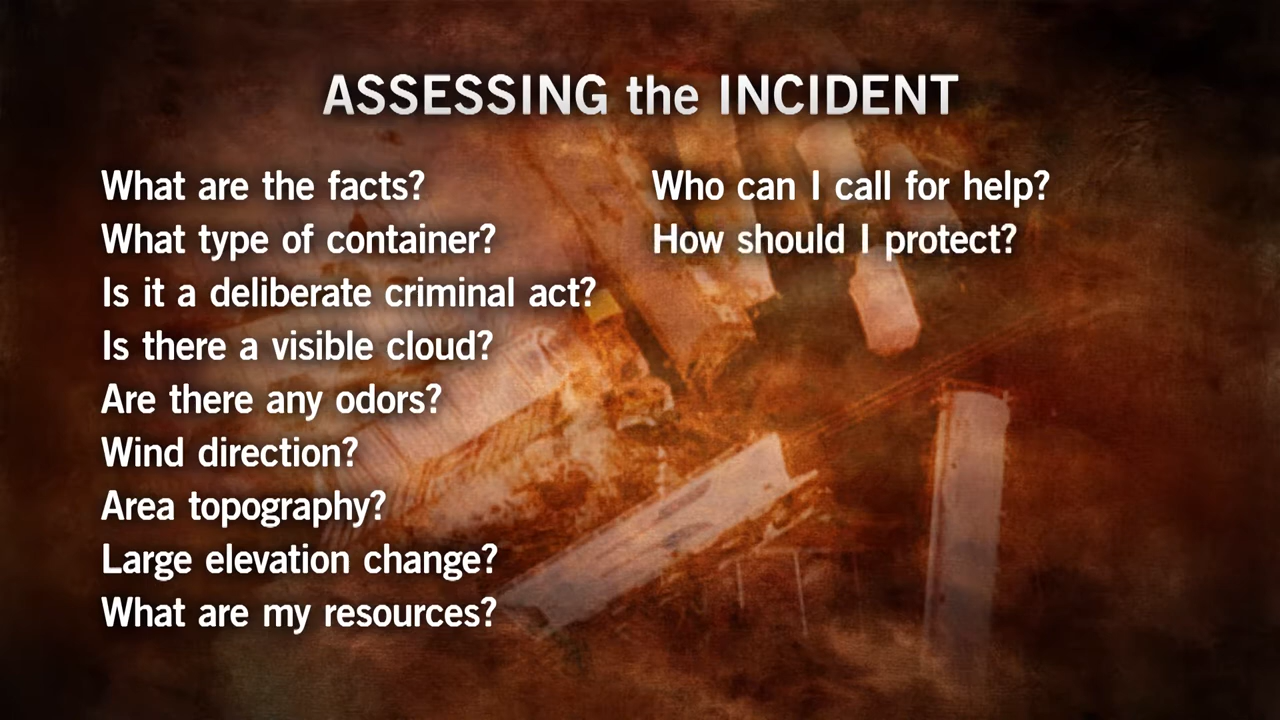 ASSESSING the INCIDENT
What are the facts?
What type of container?
Is it a deliberate criminal act?
Is there a visible cloud?
Are there any odors?
Wind direction?
Area topography?
Large elevation change?
What are my resources?
Who can I call for help?
How should I protect?